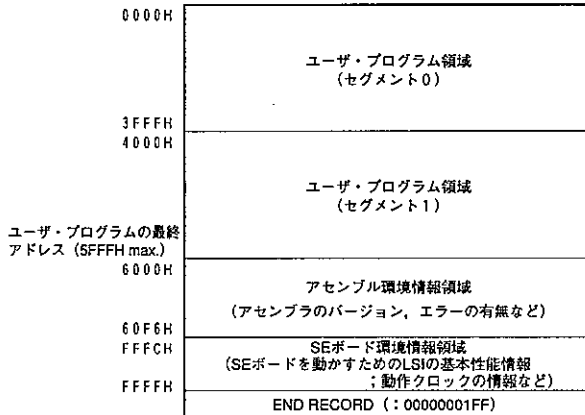 0000H
ユーザ・プログラム領域
(セグメント0)
3FFFH
4000H
ユーザ・プログラム領域
(セグメント1)
ユーザ・プログラムの最終
アドレス (5FFFH max.)
6000H
アセンブル環境情報領域
(アセンブラのバージョン,エラーの有無など)
60F6H
FFFCH
SEボード環境情報領域
(SEボードを動かすためのLSIの基本性能情報
;動作クロックの情報など)
FFFFH
END RECORD (:00000001FF)